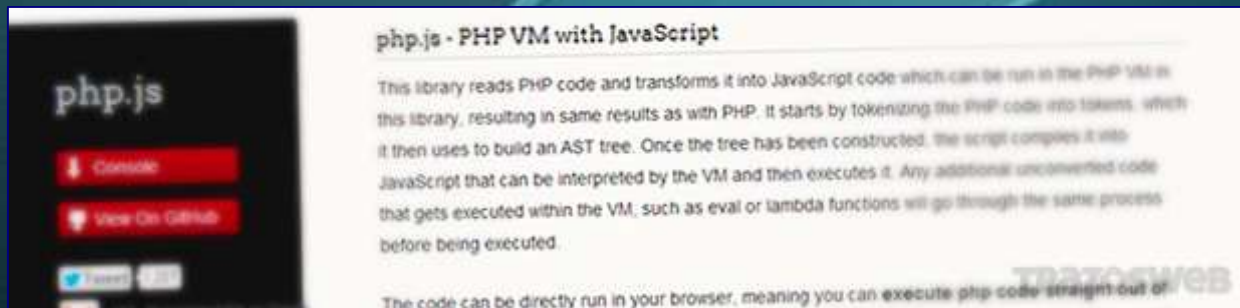 php.js - PHP VM with JavaScript
php.js
This library reads PHP code and transforms it into JavaScript code which can be run in the PHP VM in
this library, resulting in same results as with PHP. It starts by tokenizing the PHP code into tokens, which
it then uses to build an AST tree. Once the tree has been constructed, the script compiles it into
Console
JavaScript that can be interpreted by the VM and then executes it. Any additional unconverted code
View On GitHub
that gets executed within the VM, such as eval or lambda functions will go through the same process
before being executed.
Tweet
The code can be directly run in your browser, meaning you can execute php code straight out of
TRAZOSWEB